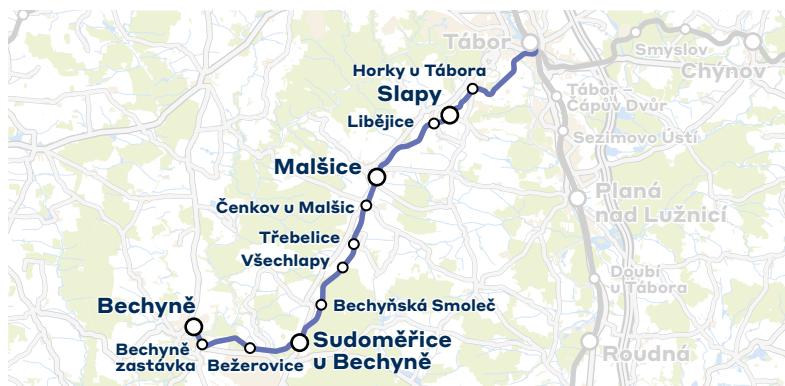 Tábor
Smyslov
Chýnov
Horky u Tábora
Slapy
Libějice
Tábor –
Čápův Dvůr
Sezimovo Ústí
Malšice
Planá
nad Lužnicí
Čenkov u Malšic
Třebelice
Všechlapy
Doubí
u Tábora
Bechyně
Bechyňská Smoleč
Sudoměřice
u Bechyně
Bechyně
zastávka
Bežerovice
Roudná